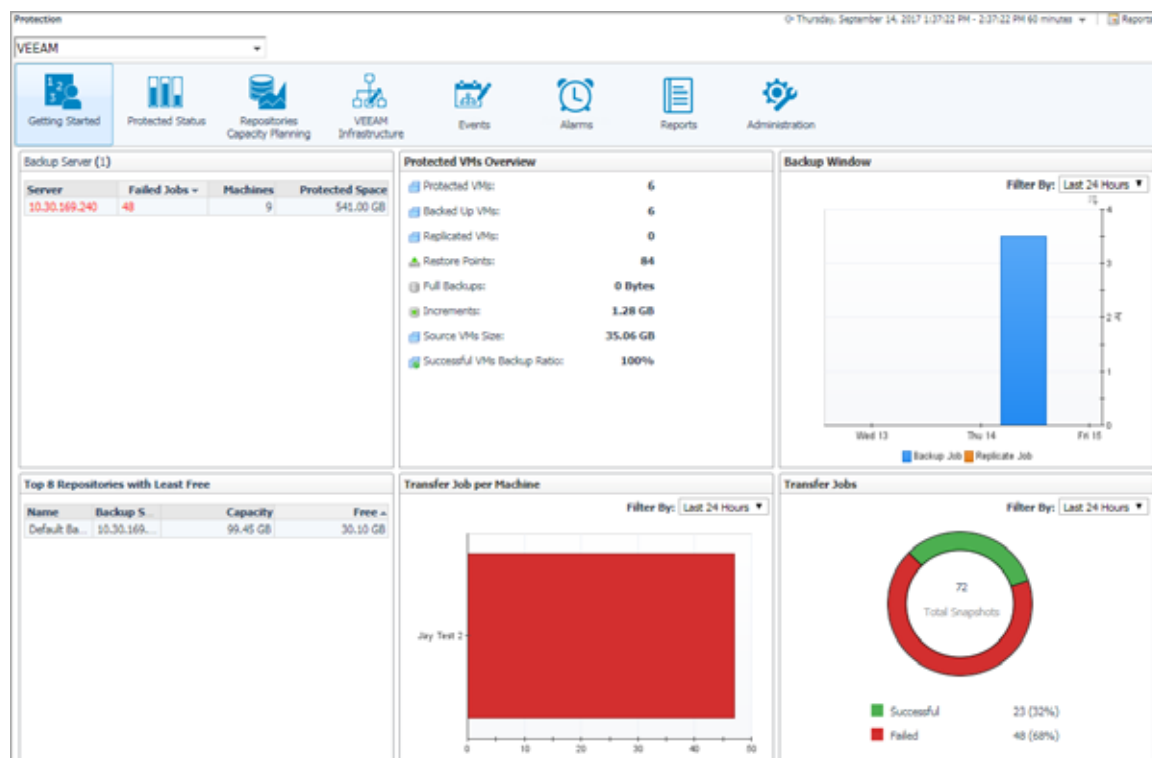 Protection
Thursday, September 14, 2017 1:37:22 PM - 2:37:22 PM 60 minutes
Reports
VEEAM
Getting Started
Protected Status
Repositories
Capacity Planning
VEEAM
Infrastructure
Events
Alarms
Reports
Administration
Backup Server (1)
Server Failed Jobs Machines Protected Space
10.30.169.240 48 9 541.00 GB
Protected VMs Overview
Protected VMs: 6
Backed Up VMs: 6
Replicated VMs: 0
Restore Points: 84
Full Backups: 0 Bytes
Increments: 1.28 GB
Source VMs Size: 35.06 GB
Successful VMs Backup Ratio: 100%
Backup Window
Filter By: Last 24 Hours
4
3
2
1
0
Wed 13 Thu 14 Fri 15
Backup Job Replicate Job
Top 8 Repositories with Least Free
Name Backup S... Capacity Free
Default Ba... 10.30.169.... 99.45 GB 30.10 GB
Transfer Job per Machine
Filter By: Last 24 Hours
Jay Test 2
0 10 20 30 40 50
Transfer Jobs
Filter By: Last 24 Hours
72
Total Snapshots
Successful 23 (32%)
Failed 48 (68%)